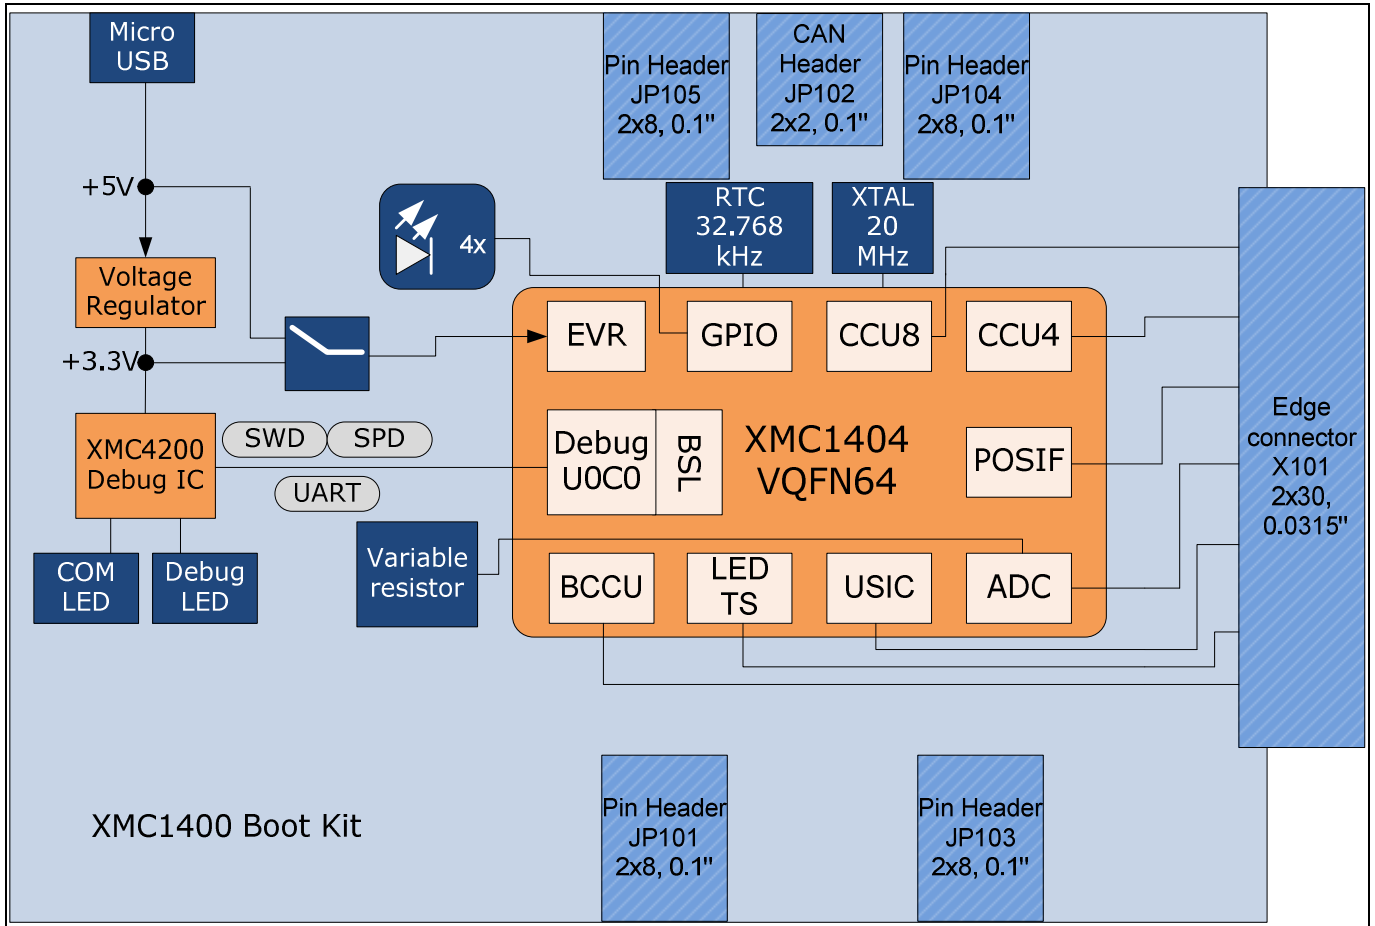 Micro
USB
Pin Header
JP105
2x8, 0.1"
CAN
Header
JP102
2x2, 0.1"
Pin Header
JP104
2x8, 0.1"
+5V
4x
RTC
32.768
kHz
XTAL
20
MHz
Voltage
Regulator
+3.3V
EVR
GPIO
CCU8
CCU4
XMC4200
Debug IC
SWD
SPD
UART
Debug
U0C0
BSL
XMC1404
VQFN64
POSIF
Edge
connector
X101
2x30,
0.0315"
COM
LED
Debug
LED
Variable
resistor
BCCU
LED
TS
USIC
ADC
XMC1400 Boot Kit
Pin Header
JP101
2x8, 0.1"
Pin Header
JP103
2x8, 0.1"